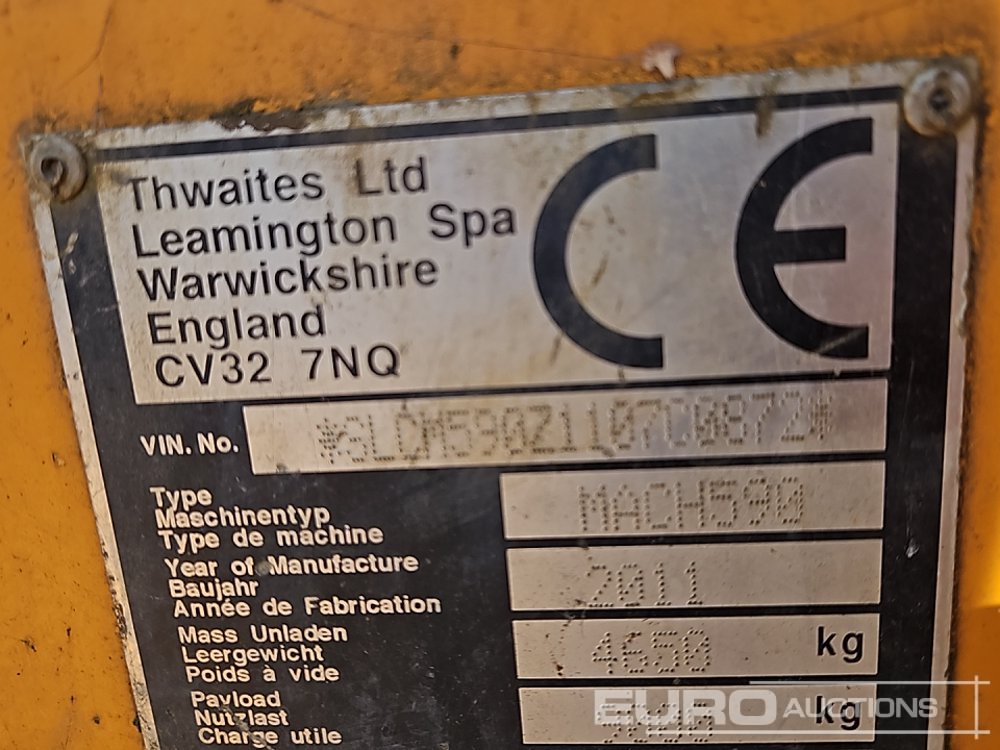 Thwaites Ltd
Leamington Spa
Warwickshire
England
CV32 7NQ
CE
VIN. No.
Type MACH590
Maschinentyp
Type de machine
Year of Manufacture 2011
Baujahr
Année de Fabrication
Mass Unladen 4650 kg
Leergewicht
Poids à vide
Payload kg
Nutzlast
Charge utile
EURO AUCTIONS